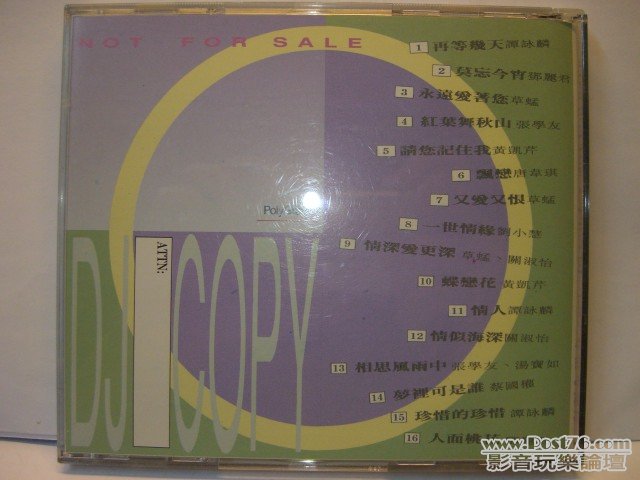 NOT FOR SALE
1 再等幾天 譚詠麟
2 莫忘今宵 鄧麗君
3 永遠愛著您 草蜢
4 紅葉舞秋山 張學友
5 請您記住我 黃凱芹
6 飄戀 唐韋琪
7 又愛又恨 草蜢
8 一世情緣 劉小慧
9 情深愛更深 草蜢、關淑怡
10 蝶戀花 黃凱芹
11 情人 譚詠麟
12 情似海深 關淑怡
13 相思風雨中 張學友、湯寶如
14 夢裡可是誰 蔡國權
15 珍惜的珍惜 譚詠麟
16 人面桃
ATTN:
DJ COPY
www.Post76.com
影音玩樂論壇